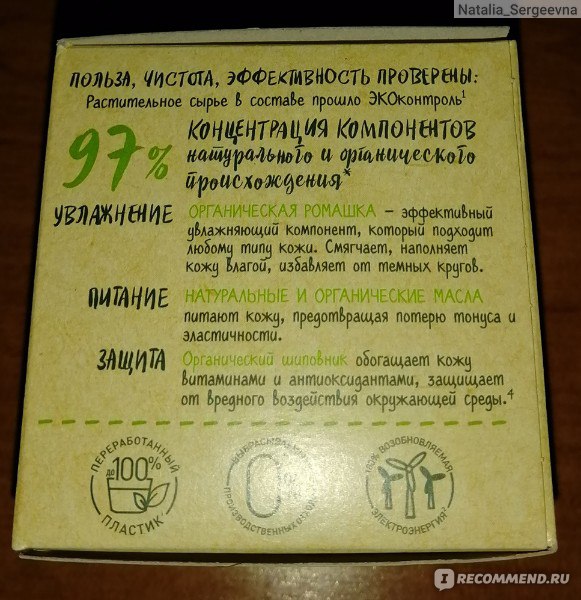 Natalia_Sergeevna
ПОЛЬЗА, ЧИСТОТА, ЭФФЕКТИВНОСТЬ ПРОВЕРЕНЫ:
Растительное сырье в составе прошло ЭКОконтроль¹
97% КОНЦЕНТРАЦИЯ КОМПОНЕНТОВ
натурального и органического
происхождения*
УВЛАЖНЕНИЕ ОРГАНИЧЕСКАЯ РОМАШКА – эффективный
увлажняющий компонент, который подходит
любому типу кожи. Смягчает, наполняет
кожу влагой, избавляет от темных кругов.
ПИТАНИЕ НАТУРАЛЬНЫЕ И ОРГАНИЧЕСКИЕ МАСЛА
питают кожу, предотвращая потерю тонуса и
эластичности.
ЗАЩИТА Органический шиповник обогащает кожу
витаминами и антиоксидантами, защищает
от вредного воздействия окружающей среды.⁴
ПЕРЕРАБОТАННЫЙ
до 100%
ПЛАСТИК
0
ПРОИЗВОДСТВЕННЫХ
100% ВОЗОБНОВЛЯЕМАЯ
ЭЛЕКТРОЭНЕРГИЯ²
I RECOMMEND.RU